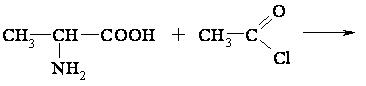 O
CH3—CH—COOH + CH3—C
NH2 Cl